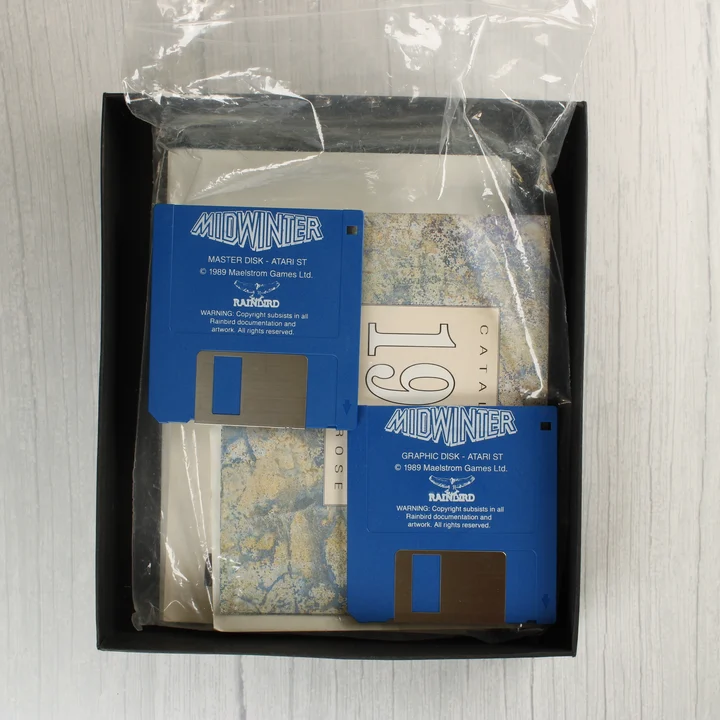 MIDWINTER
MASTER DISK - ATARI ST
© 1989 Maelstrom Games Ltd.
RAINBIRD
WARNING: Copyright subsists in all
Rainbird documentation and
artwork. All rights reserved.
19
MIDWINTER
GRAPHIC DISK - ATARI ST
© 1989 Maelstrom Games Ltd.
RAINBIRD
WARNING: Copyright subsists in all
Rainbird documentation and
artwork. All rights reserved.
CATAL
ROSE